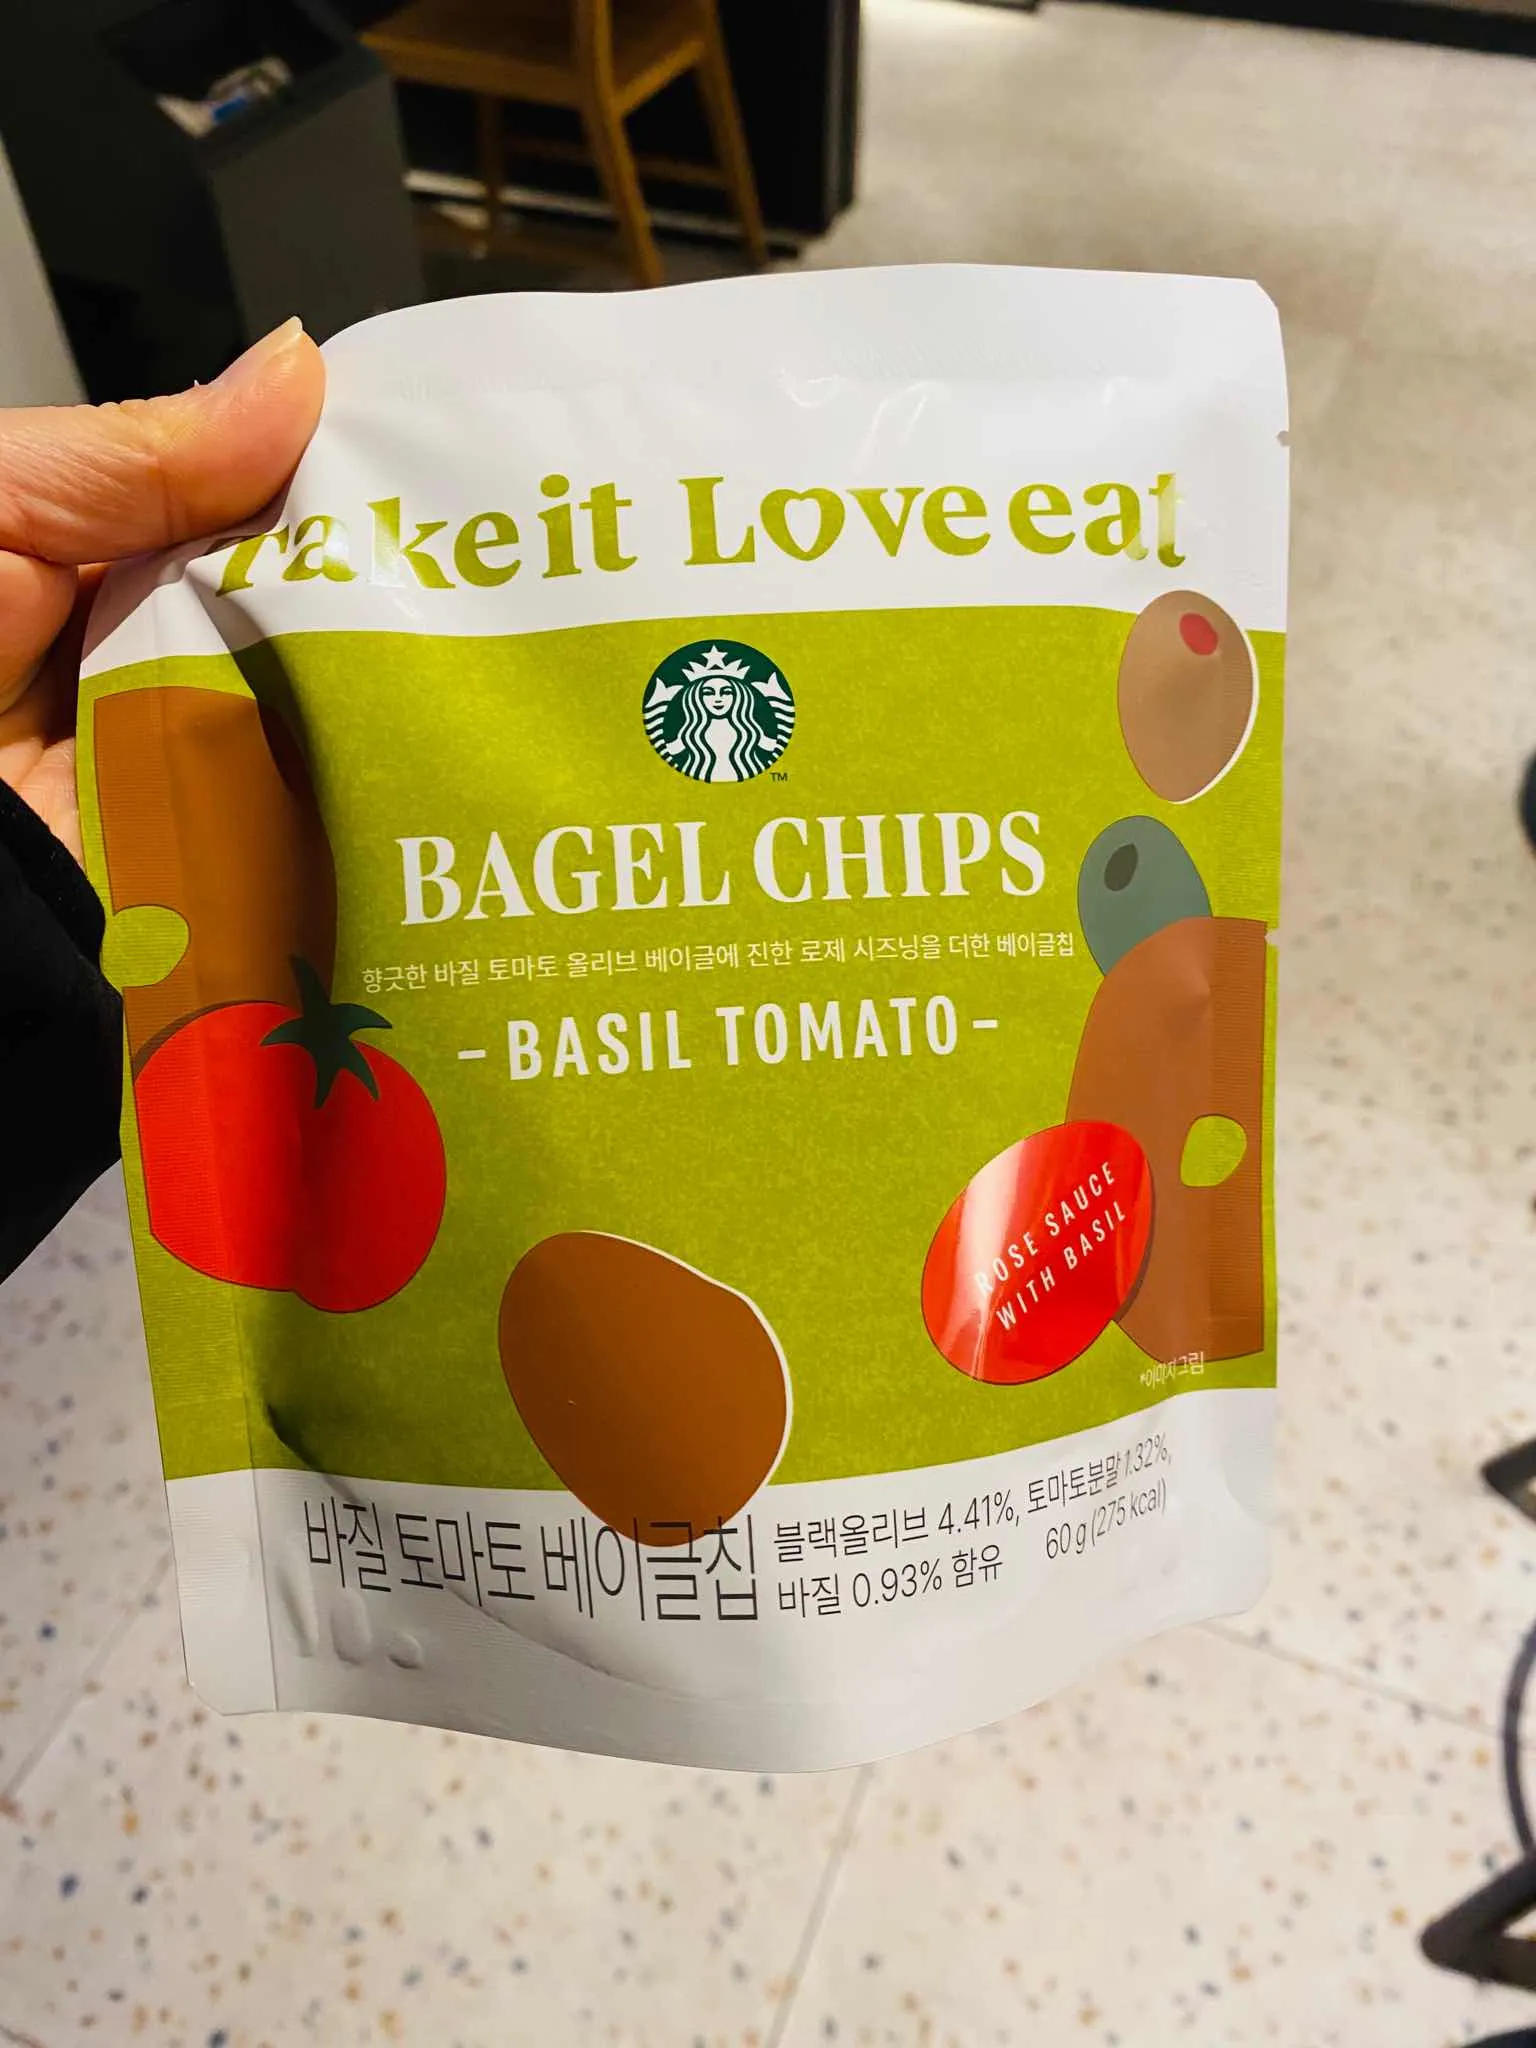 Take it Love eat
TM
BAGEL CHIPS
향긋한 바질 토마토 올리브 베이글에 진한 로제 시즈닝을 더한 베이글칩
- BASIL TOMATO -
ROSE SAUCE
WITH BASIL
*이미지그림
바질 토마토 베이글칩
블랙올리브 4.41%, 토마토분말 1.32%,
바질 0.93% 함유
60 g (275 kcal)